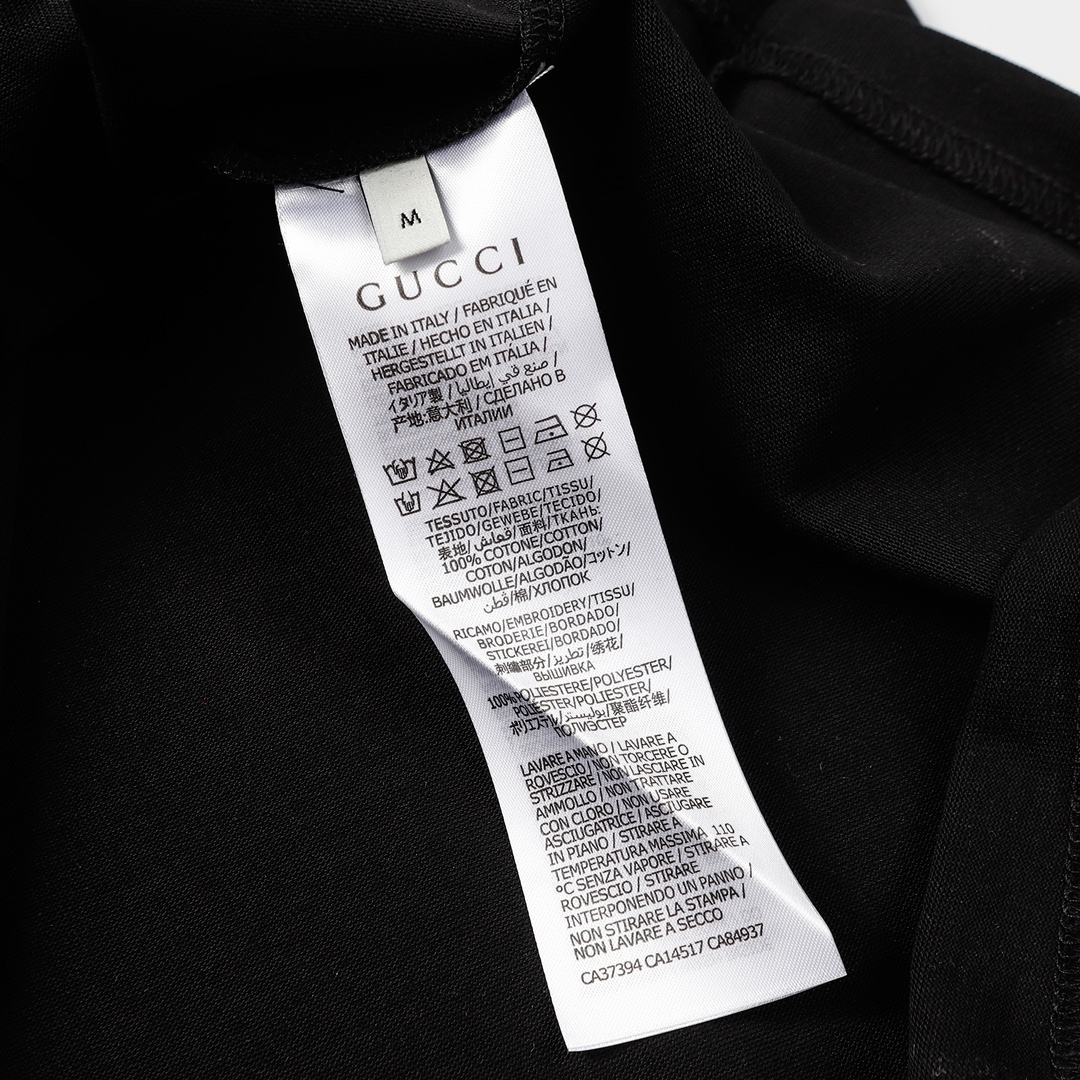 M
GUCCI
MADE IN ITALY / FABRIQUÉ EN
ITALIE / HECHO EN ITALIA /
HERGESTELLT IN ITALIEN /
FABRICADO EM ITÁLIA /
イタリア製 / صنع في إيطاليا /
产地:意大利 / СДЕЛАНО В
ИТАЛИИ
TESSUTO/FABRIC/TISSU/
TEJIDO/GEWEBE/TECIDO/
表地/قماش/面料/ТКАНЬ:
100% COTONE/COTTON/
COTON/ALGODON/
BAUMWOLLE/ALGODÃO/コットン/
قطن/棉/ХЛОПОК
RICAMO/EMBROIDERY/TISSU/
BRODERIE/BORDADO/
STICKEREI/BORDADO/
刺繍部分/تطريز/绣花/
ВЫШИВКА
100%POLIESTERE/POLYESTER/
POLIESTER/POLIESTER/
ポリエステル/بوليستر/聚酯纤维/
ПОЛИЭСТЕР
LAVARE A MANO / LAVARE A
ROVESCIO / NON TORCERE O
STRIZZARE / NON LASCIARE IN
AMMOLLO / NON TRATTARE
CON CLORO / NON USARE
ASCIUGATRICE / ASCIUGARE
IN PIANO / STIRARE A
TEMPERATURA MASSIMA 110
°C SENZA VAPORE / STIRARE A
ROVESCIO / STIRARE
INTERPONENDO UN PANNO /
NON STIRARE LA STAMPA /
NON LAVARE A SECCO
CA37394 CA14517 CA84937